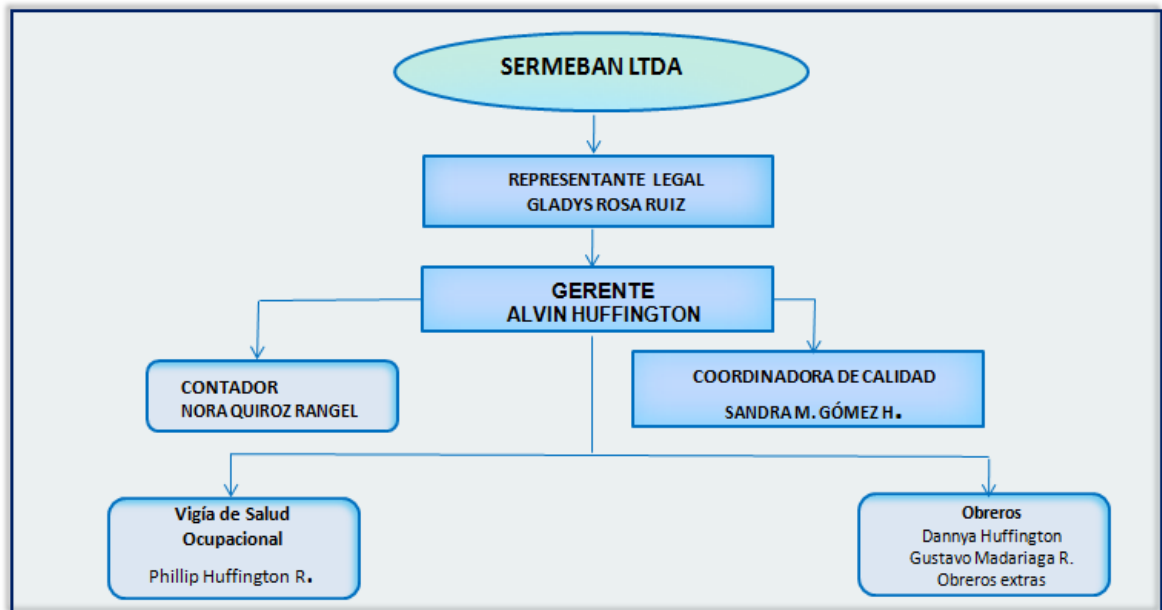 SERMEBAN LTDA
REPRESENTANTE LEGAL
GLADYS ROSA RUIZ
GERENTE
ALVIN HUFFINGTON
CONTADOR
NORA QUIROZ RANGEL
COORDINADORA DE CALIDAD
SANDRA M. GÓMEZ H.
Vigía de Salud
Ocupacional
Phillip Huffington R.
Obreros
Dannya Huffington
Gustavo Madariaga R.
Obreros extras